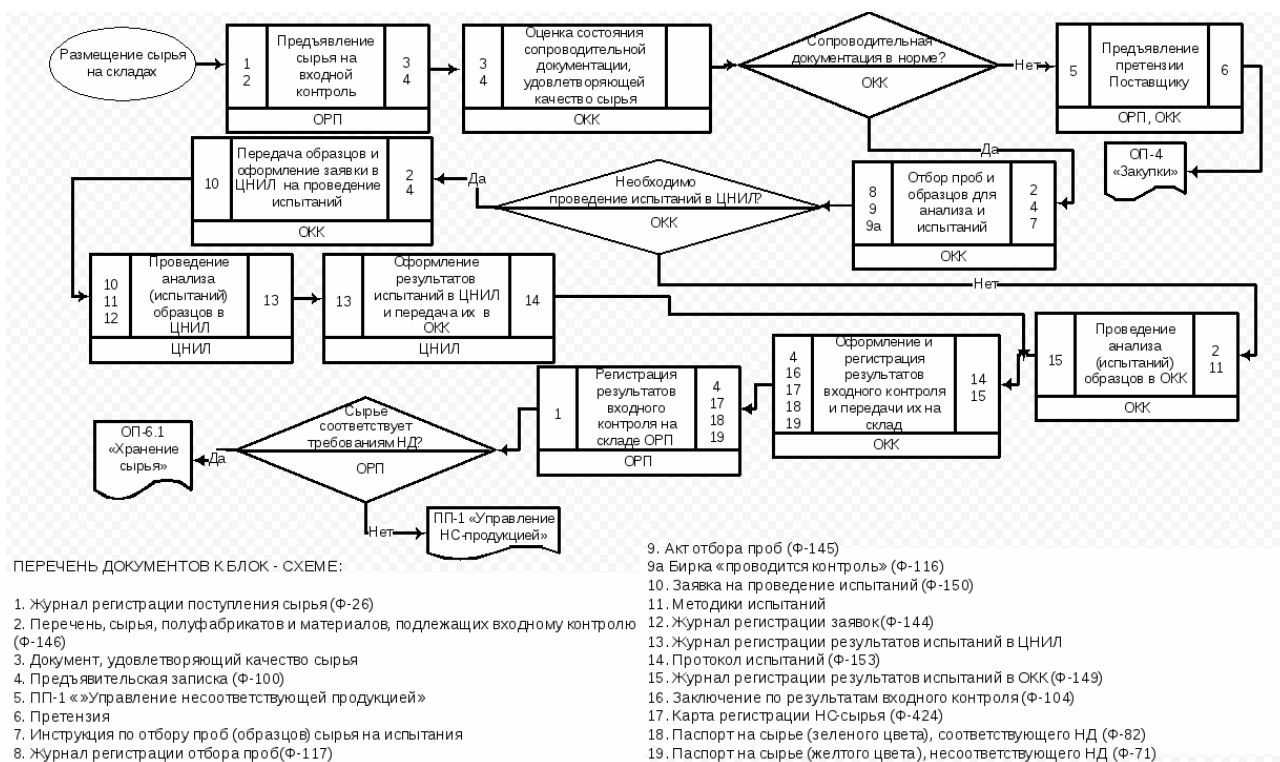 Размещение сырья
на складах
1
2
Предъявление
сырья на
входной
контроль
3
4
ОРП
3
4
Оценка состояния
сопроводительной
документации,
удовлетворяющей
качество сырья
ОКК
Сопроводительная
документация в норме?
ОКК
Нет
5
Предъявление
претензии
Поставщику
6
ОРП, ОКК
ОП-4
«Закупки»
Да
8
9
9а
Отбор проб и
образцов для
анализа и
испытаний
2
4
7
ОКК
Необходимо
проведение испытаний в ЦНИЛ?
ОКК
Да
10
Передача образцов и
оформление заявки в
ЦНИЛ на проведение
испытаний
2
4
ОКК
Нет
10
11
12
Проведение
анализа
(испытаний)
образцов в
ЦНИЛ
13
ЦНИЛ
13
Оформление
результатов
испытаний в ЦНИЛ
и передача их в
ОКК
14
ЦНИЛ
15
Проведение
анализа
(испытаний)
образцов в ОКК
2
11
ОКК
4
16
17
18
19
Оформление и
регистрация
результатов
входного контроля
и передачи их на
склад
14
15
ОКК
1
Регистрация
результатов
входного
контроля на
складе ОРП
4
17
18
19
ОРП
Сырье
соответствует
требованиям НД?
ОРП
Да
ОП-6.1
«Хранение
сырья»
Нет
ПП-1 «Управление
НС-продукцией»
ПЕРЕЧЕНЬ ДОКУМЕНТОВ К БЛОК - СХЕМЕ:
1. Журнал регистрации поступления сырья (Ф-26)
2. Перечень, сырья, полуфабрикатов и материалов, подлежащих входному контролю
(Ф-146)
3. Документ, удовлетворяющий качество сырья
4. Предъявительская записка (Ф-100)
5. ПП-1 «»Управление несоответствующей продукцией»
6. Претензия
7. Инструкция по отбору проб (образцов) сырья на испытания
8. Журнал регистрации отбора проб(Ф-117)
9. Акт отбора проб (Ф-145)
9а Бирка «проводится контроль» (Ф-116)
10. Заявка на проведение испытаний (Ф-150)
11. Методики испытаний
12. Журнал регистрации заявок(Ф-144)
13. Журнал регистрации результатов испытаний в ЦНИЛ
14. Протокол испытаний (Ф-153)
15. Журнал регистрации результатов испытаний в ОКК (Ф-149)
16. Заключение по результатам входного контроля (Ф-104)
17. Карта регистрации НС-сырья (Ф-424)
18. Паспорт на сырье (зеленого цвета), соответствующего НД (Ф-82)
19. Паспорт на сырье (желтого цвета), несоответствующего НД (Ф-71)